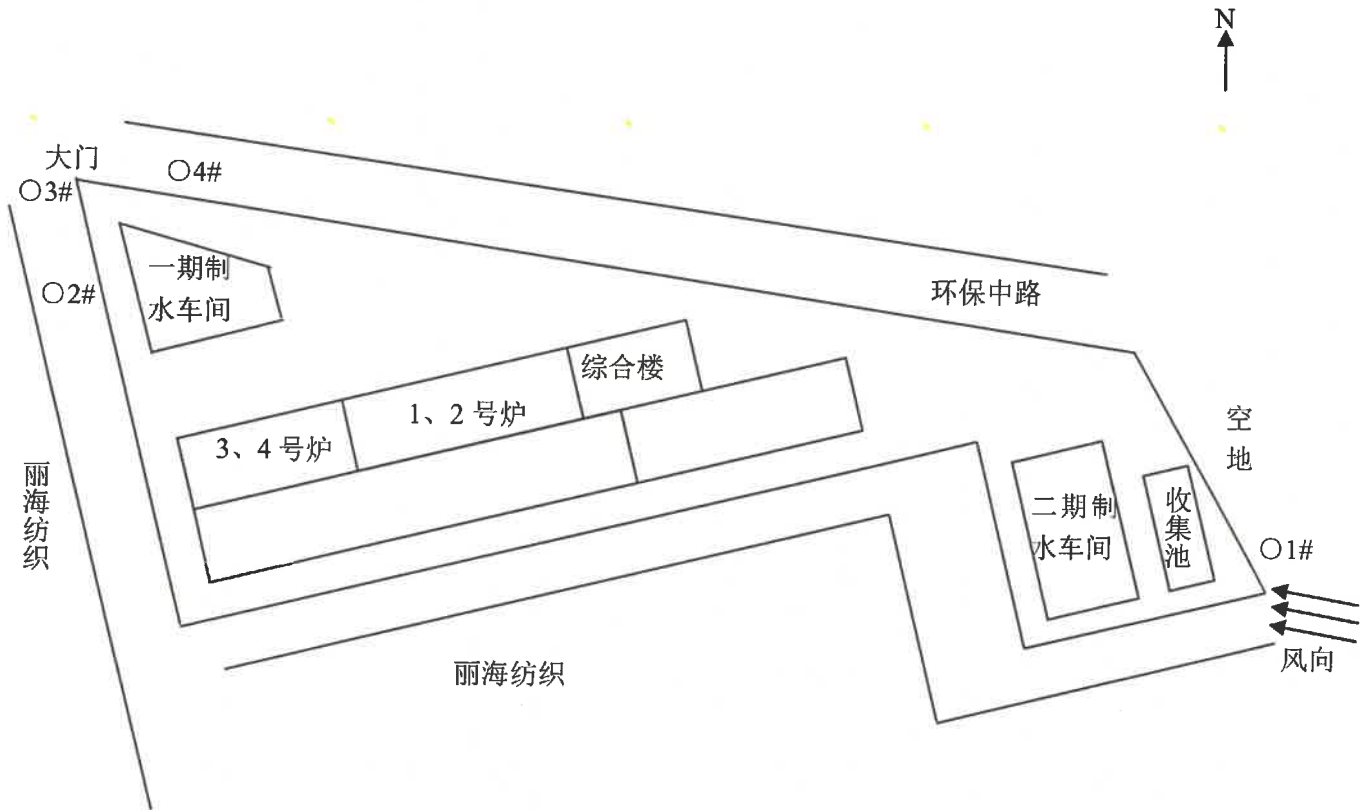 N
大门
○4#
○3#
一期制
水车间
○2#
环保中路
综合楼
1、2号炉
3、4号炉
空地
丽海纺织
二期制
水车间
收集池
○1#
丽海纺织
风向